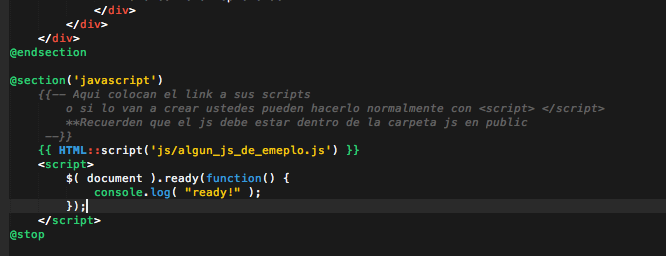 </div>
</div>
</div>
@endsection
@section('javascript')
{{-- Aqui colocan el link a sus scripts
o si lo van a crear ustedes pueden hacerlo normalmente con <script> </script>
**Recuerden que el js debe estar dentro de la carpeta js en public
--}}
{{ HTML::script('js/algun_js_de_emeplo.js') }}
<script>
$( document ).ready(function() {
console.log( "ready!" );
});
</script>
@stop